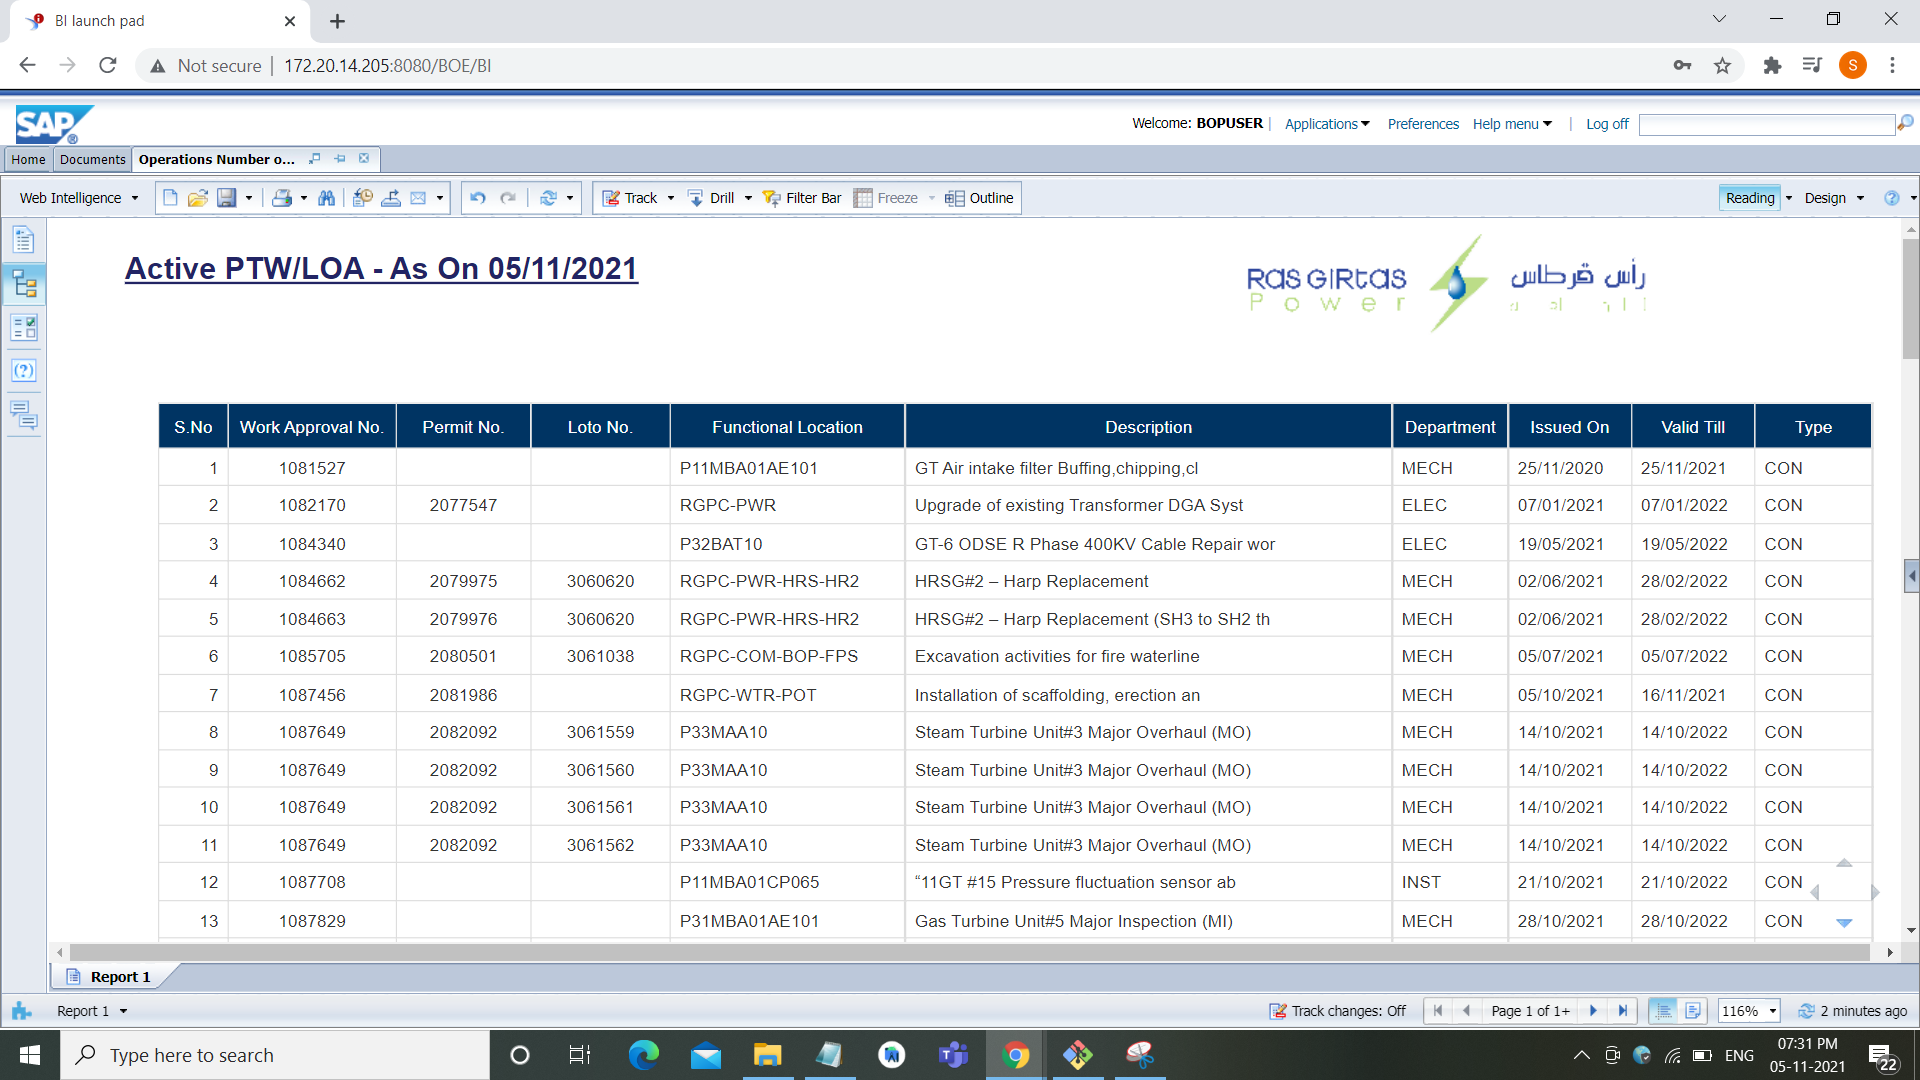 BI launch pad
Not secure 172.20.14.205:8080/BOE/BI
S
SAP
Welcome: BOPUSER Applications Preferences Help menu Log off
Home Documents Operations Number o...
Web Intelligence Track Drill Filter Bar Freeze Outline Reading Design
Active PTW/LOA - As On 05/11/2021
RAS GIRTAS رأس قرطاس
Power
S.No Work Approval No. Permit No. Loto No. Functional Location Description Department Issued On Valid Till Type
1 1081527 P11MBA01AE101 GT Air intake filter Buffing,chipping,cl MECH 25/11/2020 25/11/2021 CON
2 1082170 2077547 RGPC-PWR Upgrade of existing Transformer DGA Syst ELEC 07/01/2021 07/01/2022 CON
3 1084340 P32BAT10 GT-6 ODSE R Phase 400KV Cable Repair wor ELEC 19/05/2021 19/05/2022 CON
4 1084662 2079975 3060620 RGPC-PWR-HRS-HR2 HRSG#2 – Harp Replacement MECH 02/06/2021 28/02/2022 CON
5 1084663 2079976 3060620 RGPC-PWR-HRS-HR2 HRSG#2 – Harp Replacement (SH3 to SH2 th MECH 02/06/2021 28/02/2022 CON
6 1085705 2080501 3061038 RGPC-COM-BOP-FPS Excavation activities for fire waterline MECH 05/07/2021 05/07/2022 CON
7 1087456 2081986 RGPC-WTR-POT Installation of scaffolding, erection an MECH 05/10/2021 16/11/2021 CON
8 1087649 2082092 3061559 P33MAA10 Steam Turbine Unit#3 Major Overhaul (MO) MECH 14/10/2021 14/10/2022 CON
9 1087649 2082092 3061560 P33MAA10 Steam Turbine Unit#3 Major Overhaul (MO) MECH 14/10/2021 14/10/2022 CON
10 1087649 2082092 3061561 P33MAA10 Steam Turbine Unit#3 Major Overhaul (MO) MECH 14/10/2021 14/10/2022 CON
11 1087649 2082092 3061562 P33MAA10 Steam Turbine Unit#3 Major Overhaul (MO) MECH 14/10/2021 14/10/2022 CON
12 1087708 P11MBA01CP065 “11GT #15 Pressure fluctuation sensor ab INST 21/10/2021 21/10/2022 CON
13 1087829 P31MBA01AE101 Gas Turbine Unit#5 Major Inspection (MI) MECH 28/10/2021 28/10/2022 CON
Report 1
Report 1 Track changes: Off Page 1 of 1+ 116% 2 minutes ago
Type here to search ENG 07:31 PM
05-11-2021 22